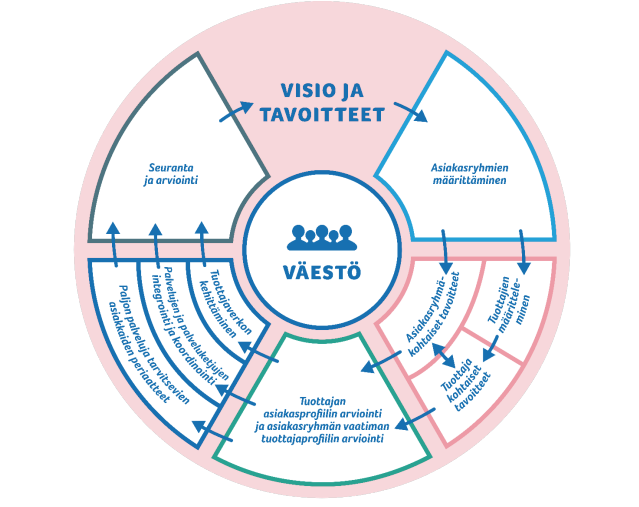 VISIO JA
TAVOITTEET
Seuranta
ja arviointi
Asiakasryhmien
määrittäminen
VÄESTÖ
Asiakasryhmä-
kohtaiset tavoitteet
Tuottajien
määrittele-
minen
Tuottaja
kohtaiset
tavoitteet
Tuottajan
asiakasprofiilin arviointi
ja asiakasryhmän vaatiman
tuottajaprofiilin arviointi
Tuottajaverkon
kehittäminen
Palvelujen ja palveluketjujen
integrointi ja koordinointi
Paljon palveluja tarvitsevien
asiakkaiden periaatteet